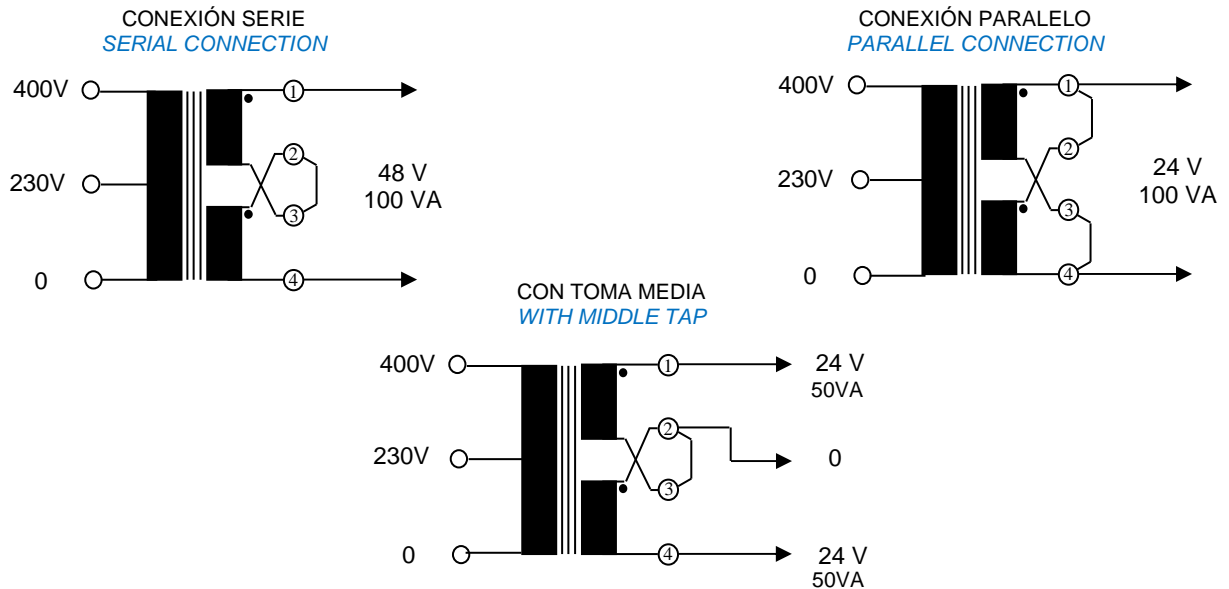 CONEXIÓN SERIE
SERIAL CONNECTION
400V
1
2
230V
48 V
100 VA
3
0
4
CONEXIÓN PARALELO
PARALLEL CONNECTION
400V
1
2
230V
24 V
100 VA
3
0
4
CON TOMA MEDIA
WITH MIDDLE TAP
400V
1
24 V
50VA
2
230V
0
3
0
4
24 V
50VA